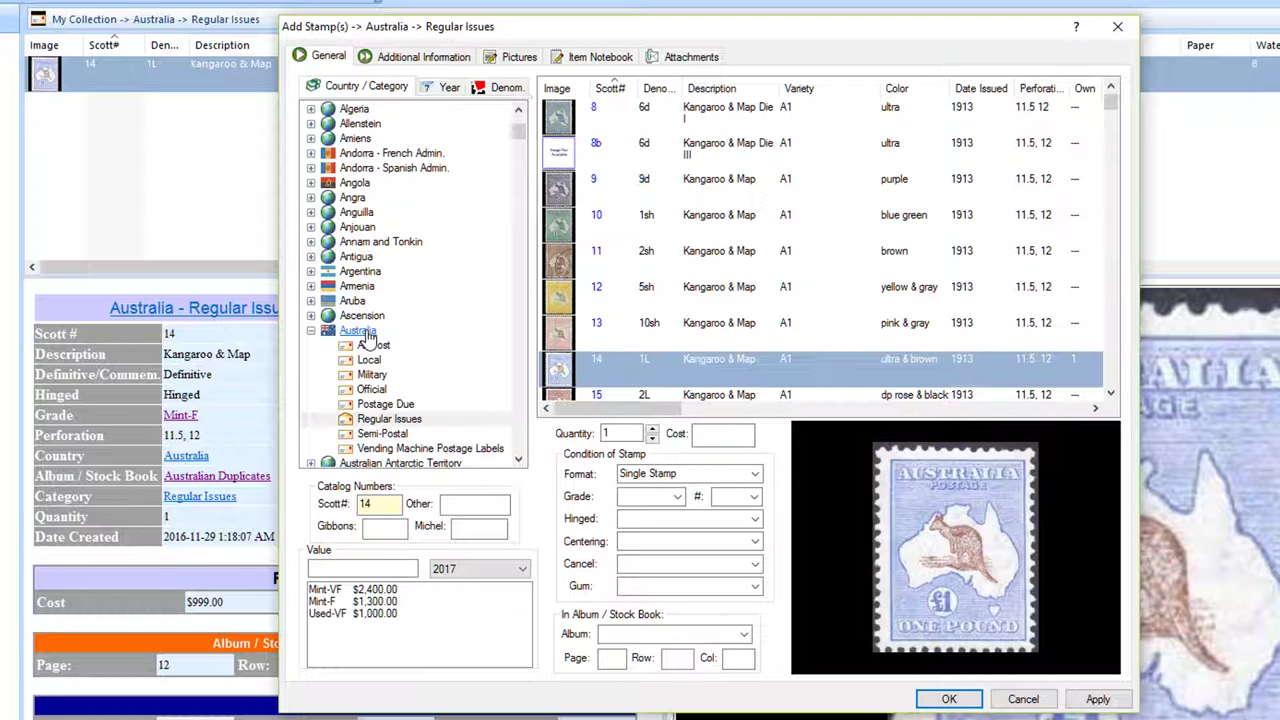 My Collection -> Australia -> Regular Issues
Image Scott# Den... Description
14 1L Kangaroo & Map
Paper Wate
8
Add Stamp(s) -> Australia -> Regular Issues
?
General Additional Information Pictures Item Notebook Attachments
Country / Category Year Denom.
Algeria
Allenstein
Amiens
Andorra - French Admin.
Andorra - Spanish Admin.
Angola
Angra
Anguilla
Anjouan
Annam and Tonkin
Antigua
Argentina
Armenia
Aruba
Ascension
Australia
Local
Military
Official
Postage Due
Regular Issues
Semi-Postal
Vending Machine Postage Labels
Australian Antarctic Territory
Image Scott# Deno... Description Variety Color Date Issued Perforati... Own
8 6d Kangaroo & Map Die I A1 ultra 1913 11.5 12 ---
8b 6d Kangaroo & Map Die III A1 ultra 1913 11.5, 12 ---
9 9d Kangaroo & Map A1 purple 1913 11.5, 12 ---
10 1sh Kangaroo & Map A1 blue green 1913 11.5, 12 ---
11 2sh Kangaroo & Map A1 brown 1913 11.5, 12 ---
12 5sh Kangaroo & Map A1 yellow & gray 1913 11.5, 12 ---
13 10sh Kangaroo & Map A1 pink & gray 1913 11.5, 12 ---
14 1L Kangaroo & Map A1 ultra & brown 1913 11.5, 12 1
15 2L Kangaroo & Map A1 dp rose & black 1913 11.5, 12 ---
Australia - Regular Issu
Scott # 14
Description Kangaroo & Map
Definitive/Commem. Definitive
Hinged Hinged
Grade Mint-F
Perforation 11.5, 12
Country Australia
Album / Stock Book Australian Duplicates
Category Regular Issues
Quantity 1
Date Created 2016-11-29 1:18:07 AM
Cost $999.00
Album / Sto
Page: 12 Row:
Catalog Numbers:
Scott#: 14 Other:
Gibbons: Michel:
Value
2017
Mint-VF $2,400.00
Mint-F $1,300.00
Used-VF $1,000.00
Quantity: 1 Cost:
Condition of Stamp
Format: Single Stamp
Grade: #:
Hinged:
Centering:
Cancel:
Gum:
In Album / Stock Book:
Album:
Page: Row: Col:
AUSTRALIA
POSTAGE
£1
ONE POUND
OK Cancel Apply